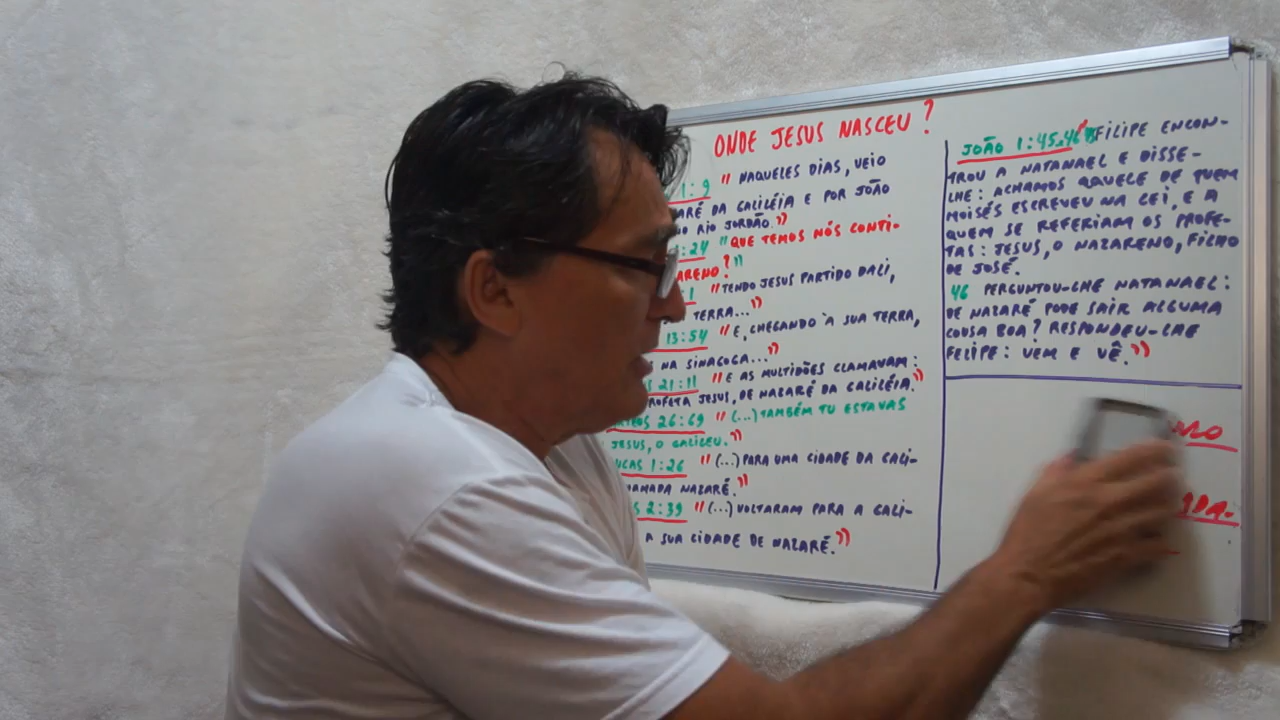 ONDE JESUS NASCEU?
1:9 "NAQUELES DIAS, VEIO
ARÉ DA GALILÉIA E POR JOÃO
O RIO JORDÃO."
:24 "QUE TEMOS NÓS CONTI-
ARENO?"
1 "TENDO JESUS PARTIDO DALI,
TERRA..."
13:54 "E, CHEGANDO À SUA TERRA,
NA SINAGOGA..."
21:11 "E AS MULTIDÕES CLAMAVAM:
ROFETA JESUS, DE NAZARÉ DA GALILÉIA."
26:69 "(...) TAMBÉM TU ESTAVAS
JESUS, O GALILEU."
UCAS 1:26 "(...) PARA UMA CIDADE DA GALI-
AMADA NAZARÉ."
S 2:39 "(...) VOLTARAM PARA A GALI-
A SUA CIDADE DE NAZARÉ."
JOÃO 1:45,46 "FILIPE ENCON-
TROU A NATANAEL E DISSE-
LHE: ACHAMOS AQUELE DE QUEM
MOISÉS ESCREVEU NA LEI, E A
QUEM SE REFERIAM OS PROFE-
TAS: JESUS, O NAZARENO, FILHO
DE JOSÉ.
46 PERGUNTOU-LHE NATANAEL:
DE NAZARÉ PODE SAIR ALGUMA
COUSA BOA? RESPONDEU-LHE
FELIPE: VEM E VÊ."